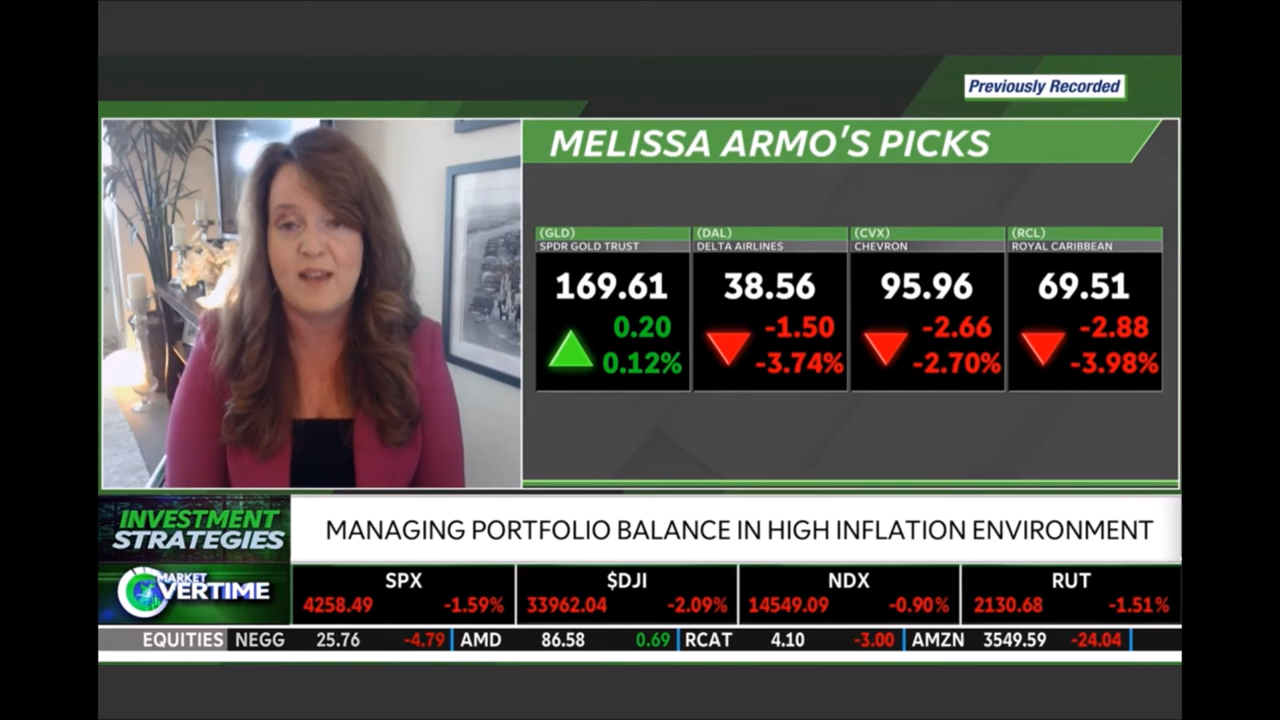 Previously Recorded
MELISSA ARMO'S PICKS
(GLD)
SPDR GOLD TRUST
169.61
0.20
0.12%
(DAL)
DELTA AIRLINES
38.56
-1.50
-3.74%
(CVX)
CHEVRON
95.96
-2.66
-2.70%
(RCL)
ROYAL CARIBBEAN
69.51
-2.88
-3.98%
INVESTMENT
STRATEGIES
MANAGING PORTFOLIO BALANCE IN HIGH INFLATION ENVIRONMENT
MARKET
OVERTIME
SPX
4258.49 -1.59%
$DJI
33962.04 -2.09%
NDX
14549.09 -0.90%
RUT
2130.68 -1.51%
EQUITIES NEGG 25.76 -4.79 AMD 86.58 0.69 RCAT 4.10 -3.00 AMZN 3549.59 -24.04